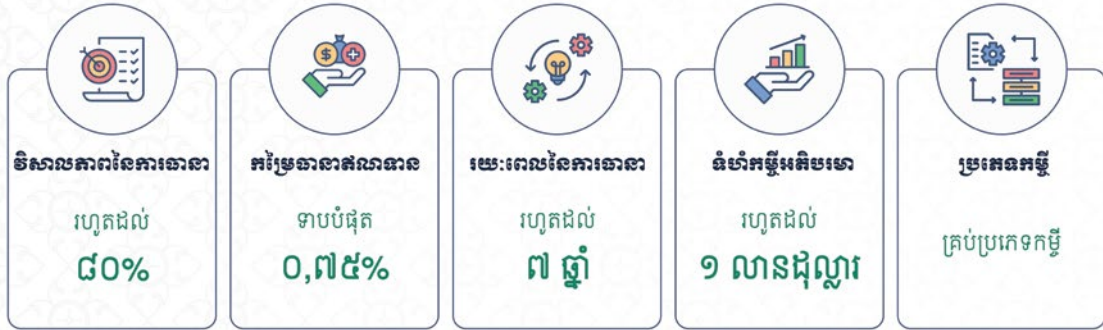 វិសាលភាពនៃការធានា
រហូតដល់
៨០%
កម្រៃធានាឥណទាន
ទាបបំផុត
០,៧៥%
រយៈពេលនៃការធានា
រហូតដល់
៧ ឆ្នាំ
ទំហំកម្ចីអតិបរមា
រហូតដល់
១ លានដុល្លារ
ប្រភេទកម្ចី
គ្រប់ប្រភេទកម្ចី